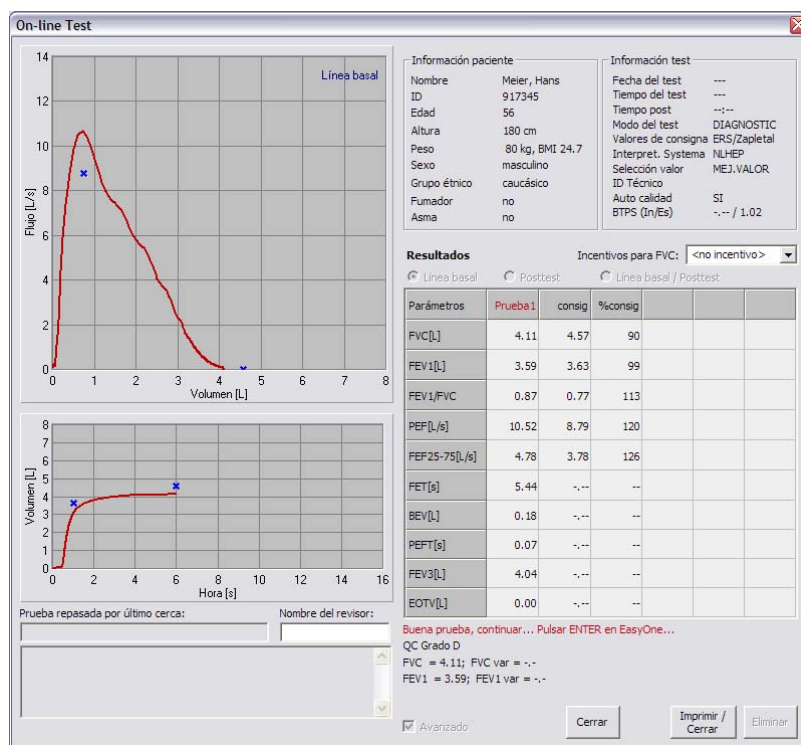 On-line Test
Línea basal
Flujo [L/s]
14
12
10
8
6
4
2
0
0 1 2 3 4 5 6 7 8
Volumen [L]
Volumen [L]
8
7
6
5
4
3
2
1
0
0 2 4 6 8 10 12 14 16
Hora [s]
Prueba repasada por último cerca:
Nombre del revisor:
Información paciente
Nombre Meier, Hans
ID 917345
Edad 56
Altura 180 cm
Peso 80 kg, BMI 24.7
Sexo masculino
Grupo étnico caucásico
Fumador no
Asma no
Información test
Fecha del test ---
Tiempo del test ---
Tiempo post --:--
Modo del test DIAGNOSTIC
Valores de consigna ERS/Zapletal
Interpret. Systema NLHEP
Selección valor MEJ.VALOR
ID Técnico
Auto calidad SI
BTPS (In/Es) -.-- / 1.02
Resultados
Incentivos para FVC: <no incentivo>
Línea basal Posttest Línea basal / Posttest
Parámetros Prueba1 consig %consig
FVC[L] 4.11 4.57 90
FEV1[L] 3.59 3.63 99
FEV1/FVC 0.87 0.77 113
PEF[L/s] 10.52 8.79 120
FEF25-75[L/s] 4.78 3.78 126
FET[s] 5.44 -.-- --
BEV[L] 0.18 -.-- --
PEFT[s] 0.07 -.-- --
FEV3[L] 4.04 -.-- --
EOTV[L] 0.00 -.-- --
Buena prueba, continuar... Pulsar ENTER en EasyOne...
QC Grado D
FVC = 4.11; FVC var = -.-
FEV1 = 3.59; FEV1 var = -.-
Avanzado
Cerrar
Imprimir /
Cerrar
Eliminar